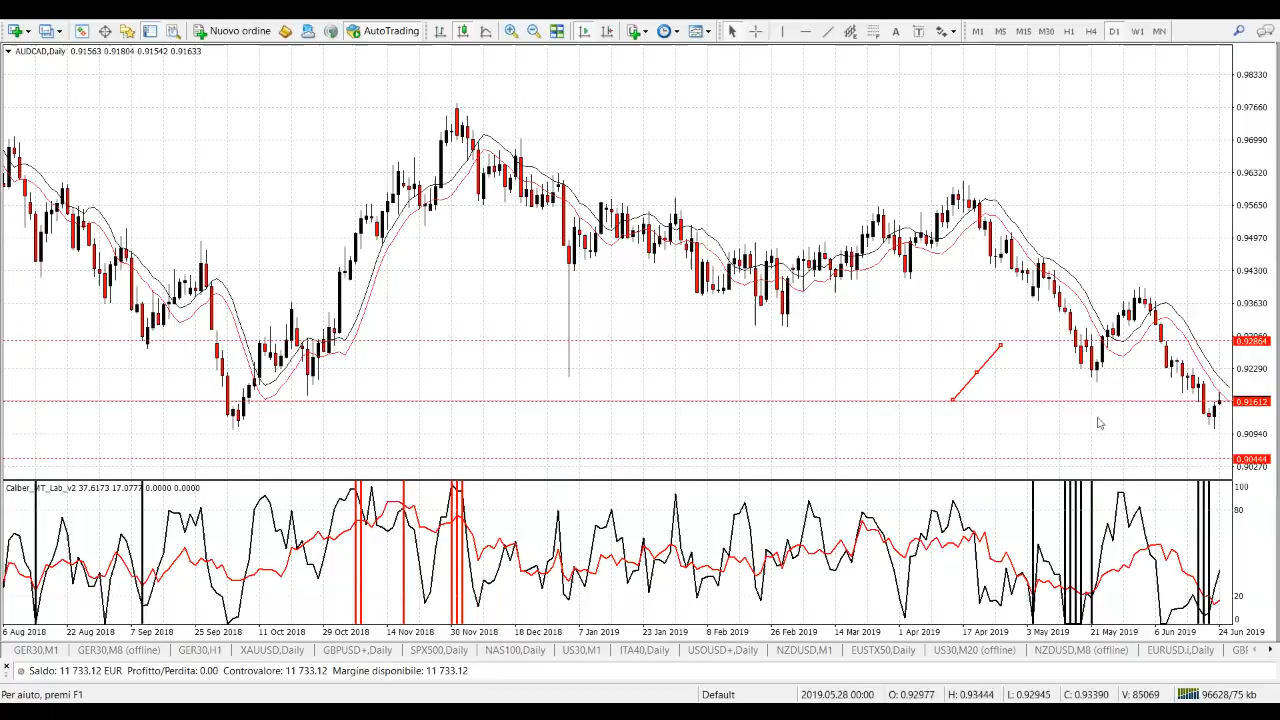 Nuovo ordine AutoTrading A T M1 M5 M15 M30 H1 H4 D1 W1 MN
AUDCAD,Daily 0.91563 0.91804 0.91542 0.91633
0.98330
0.97660
0.96990
0.96320
0.95650
0.94970
0.94300
0.93630
0.92864
0.92290
0.91612
0.90940
0.90444
0.90270
Caliber_MT_Lab_v2 37.6173 17.0777 0.0000 0.0000
100
80
20
0
6 Aug 2018 22 Aug 2018 7 Sep 2018 25 Sep 2018 11 Oct 2018 29 Oct 2018 14 Nov 2018 30 Nov 2018 18 Dec 2018 7 Jan 2019 23 Jan 2019 8 Feb 2019 26 Feb 2019 14 Mar 2019 1 Apr 2019 17 Apr 2019 3 May 2019 21 May 2019 6 Jun 2019 24 Jun 2019
GER30,M1 GER30,M8 (offline) GER30,H1 XAUUSD,Daily GBPUSD+,Daily SPX500,Daily NAS100,Daily US30,M1 ITA40,Daily USOUSD+,Daily NZDUSD,M1 EUSTX50,Daily US30,M20 (offline) NZDUSD,M8 (offline) EURUSD.i,Daily
Saldo: 11 733.12 EUR Profitto/Perdita: 0.00 Controvalore: 11 733.12 Margine disponibile: 11 733.12
Per aiuto, premi F1 Default 2019.05.28 00:00 O: 0.92977 H: 0.93444 L: 0.92945 C: 0.93390 V: 85069 96628/75 kb